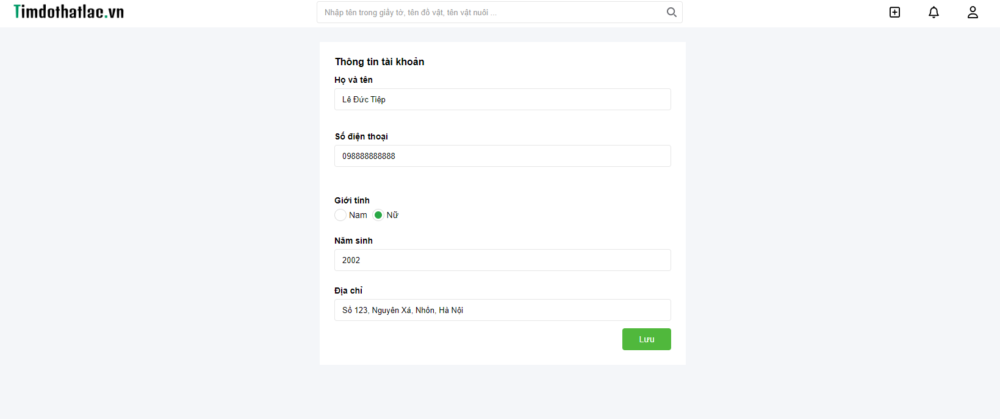 Timdothatlac.vn
Nhập tên trong giấy tờ, tên đồ vật, tên vật nuôi ...
Thông tin tài khoản
Họ và tên
Lê Đức Tiệp
Số điện thoại
098888888888
Giới tính
Nam Nữ
Năm sinh
2002
Địa chỉ
Số 123, Nguyên Xá, Nhổn, Hà Nội
Lưu